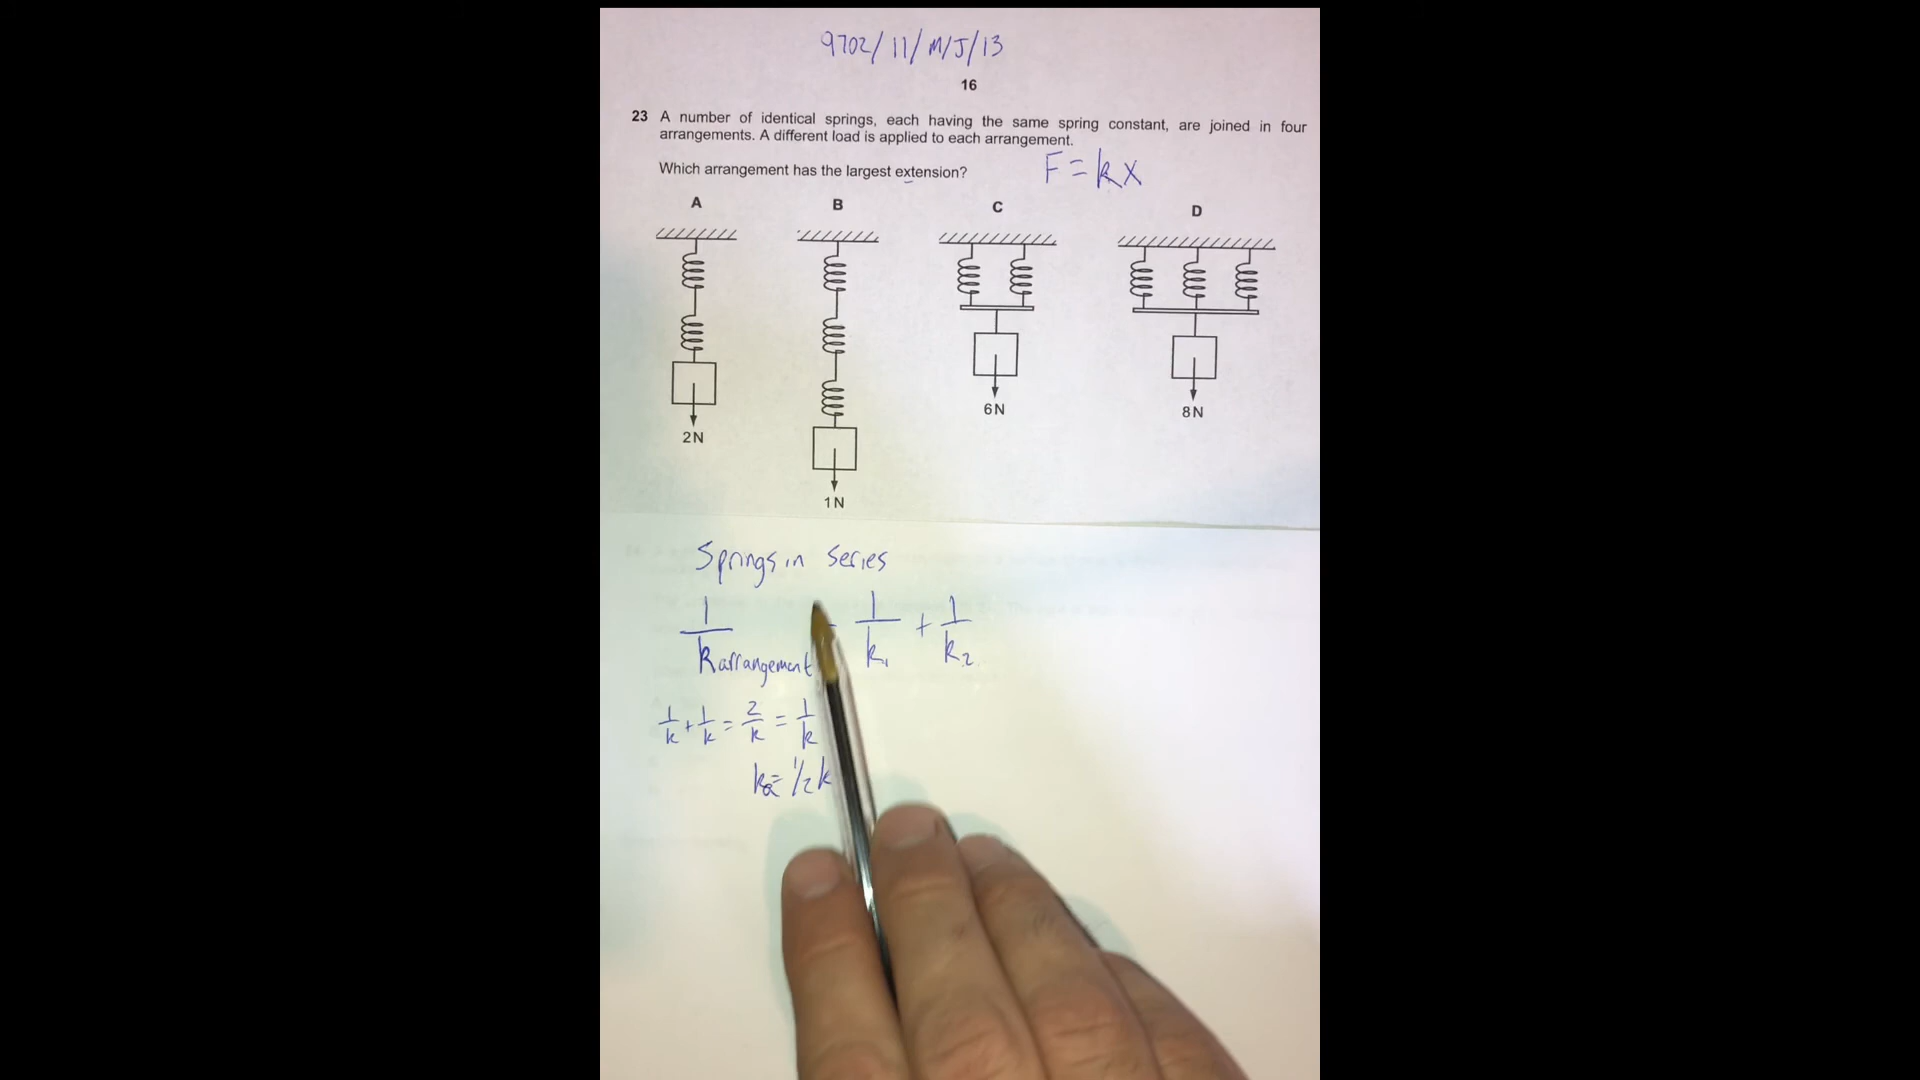 9702/11/M/J/13
16
23 A number of identical springs, each having the same spring constant, are joined in four
arrangements. A different load is applied to each arrangement.
Which arrangement has the largest extension?
F = kx
A B C D
6N 8N
2N
1N
Springs in series
1/k arrangement = 1/k1 + 1/k2
1/k + 1/k = 2/k = 1/k
= 1/2 k